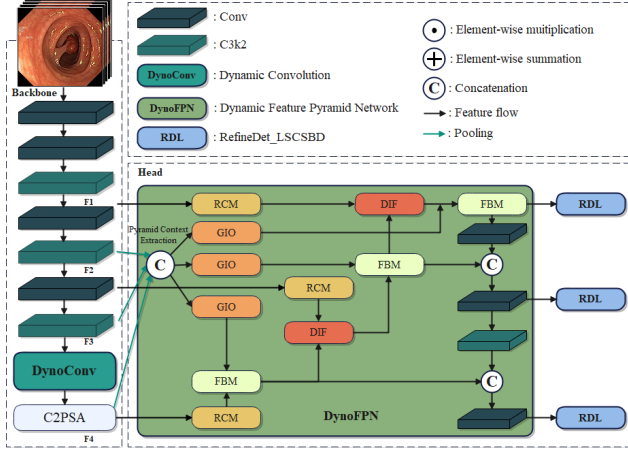 : Conv
: C3k2
DynoConv : Dynamic Convolution
DynoFPN : Dynamic Feature Pyramid Network
RDL : RefineDet_LSCSBD
: Element-wise multiplication
: Element-wise summation
C : Concatenation
: Feature flow
: Pooling
Backbone
F1
F2
F3
DynoConv
C2PSA
F4
Head
RCM
DIF
FBM
RDL
Pyramid Context
Extraction
GIO
C
GIO
FBM
C
RCM
GIO
RDL
DIF
FBM
C
RCM
DynoFPN
RDL